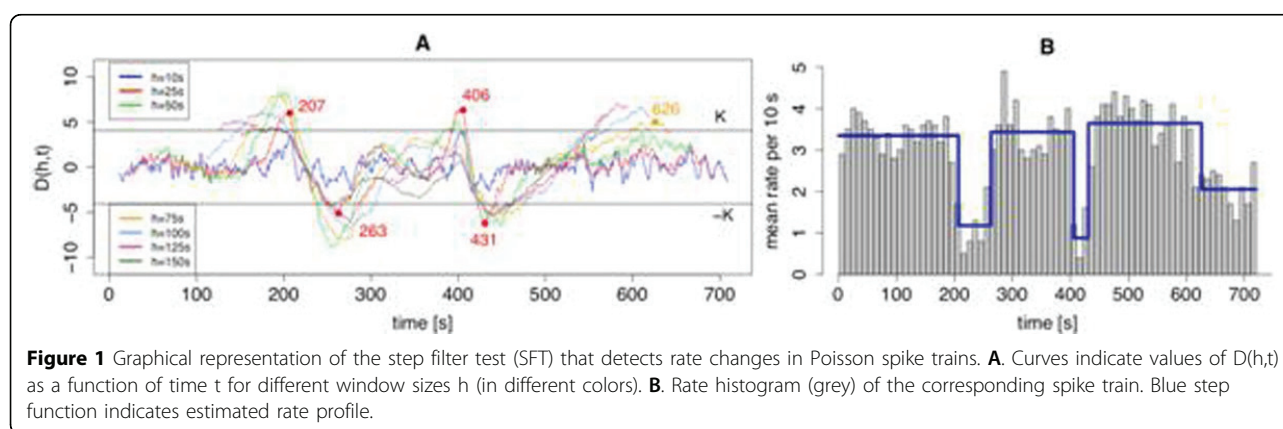 A
h=10s
h=25s
h=50s
207
406
626
K
-K
263
431
h=75s
h=100s
h=125s
h=150s
D(h,t)
10
5
0
-5
-10
0 100 200 300 400 500 600 700
time [s]
B
mean rate per 10 s
5
4
3
2
1
0
0 100 200 300 400 500 600 700
time [s]
Figure 1 Graphical representation of the step filter test (SFT) that detects rate changes in Poisson spike trains. A. Curves indicate values of D(h,t)
as a function of time t for different window sizes h (in different colors). B. Rate histogram (grey) of the corresponding spike train. Blue step
function indicates estimated rate profile.